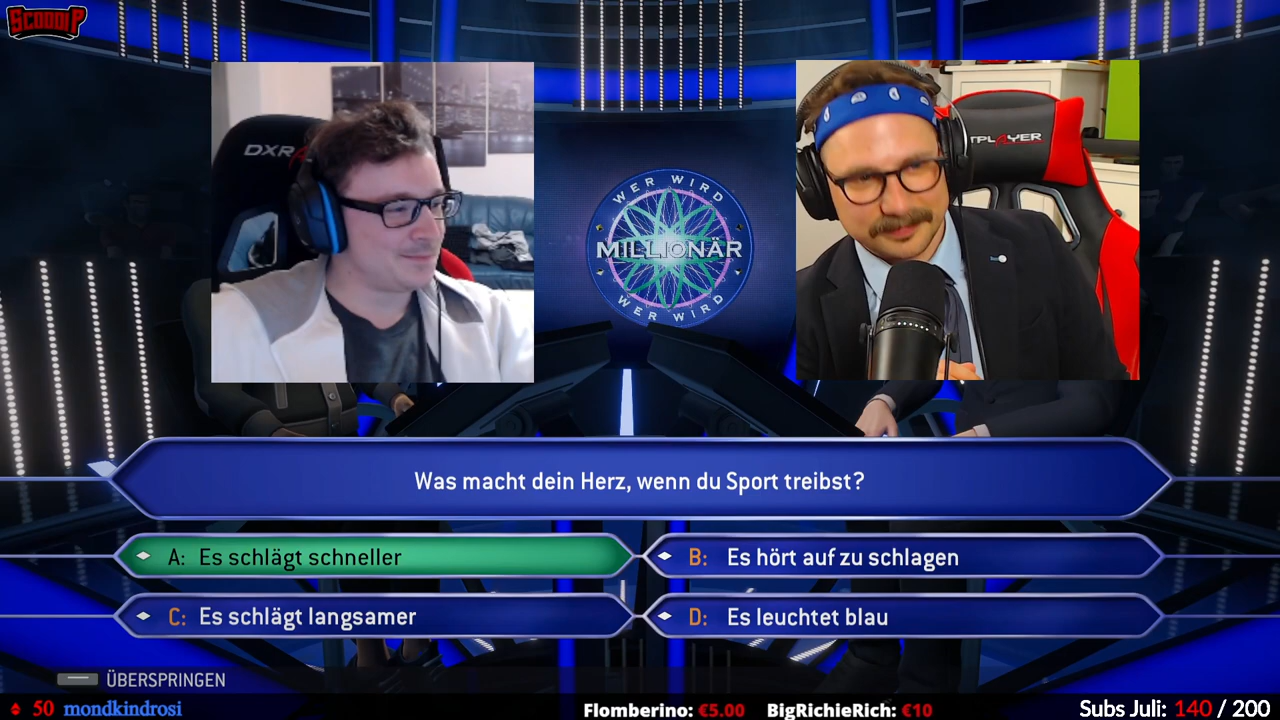 SCOOOIP
DXR
TPLAYER
WER WIRD
MILLIONÄR
WER WIRD
Was macht dein Herz, wenn du Sport treibst?
A: Es schlägt schneller
B: Es hört auf zu schlagen
C: Es schlägt langsamer
D: Es leuchtet blau
ÜBERSPRINGEN
50 mondkindrosi
Flomberino: €5.00 BigRichieRich: €10
Subs Juli: 140 / 200